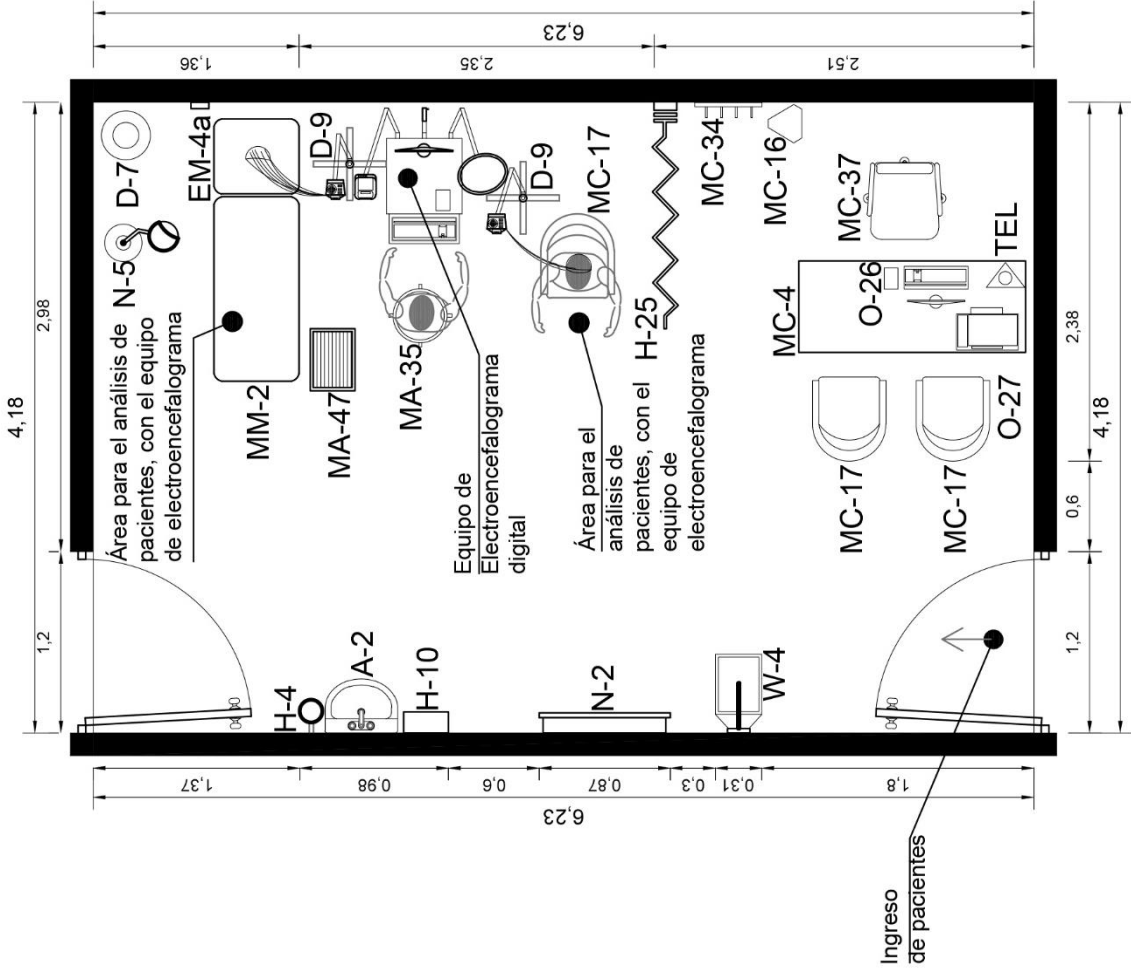 4,18
1,2
2,98
6,23
1,36
2,35
2,51
6,23
1,37
0,98
0,6
0,87
0,3
0,31
1,8
1,2
0,6
2,38
4,18
D-7
N-5
EM-4a
Área para el análisis de
pacientes, con el equipo
de electroencefalograma
D-9
MM-2
MA-47
H-4
A-2
H-10
MA-35
Equipo de
Electroencefalograma
digital
D-9
MC-17
Área para el
análisis de
pacientes, con el
equipo de
electroencefalograma
H-25
N-2
MC-34
MC-16
W-4
MC-37
MC-4
O-26
TEL
MC-17
MC-17
O-27
Ingreso
de pacientes